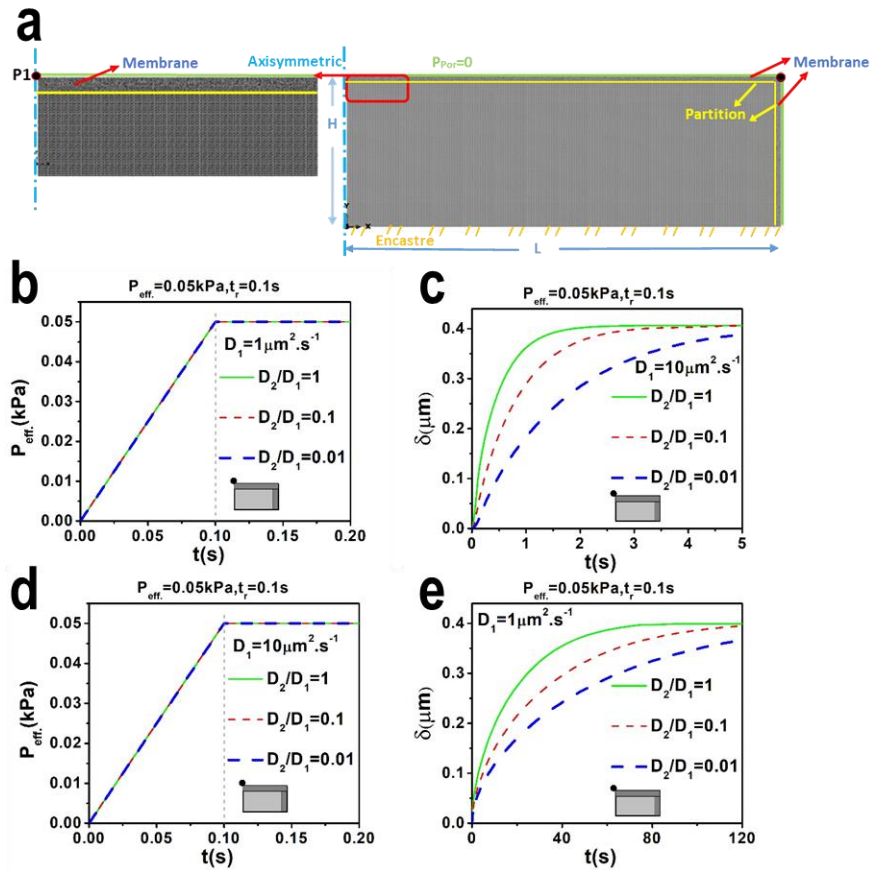 a
Membrane
Axisymmetric
P_Por=0
Membrane
P1
H
Partition
Y
X
Encastre
L
b
P_eff.=0.05kPa,t_r=0.1s
P_eff.(kPa)
0.05
0.04
0.03
0.02
0.01
0.00
D_1=1μm².s⁻¹
D_2/D_1=1
D_2/D_1=0.1
D_2/D_1=0.01
0.00 0.05 0.10 0.15 0.20
t(s)
c
P_eff.=0.05kPa,t_r=0.1s
δ(μm)
0.4
0.3
0.2
0.1
0.0
D_1=10μm².s⁻¹
D_2/D_1=1
D_2/D_1=0.1
D_2/D_1=0.01
0 1 2 3 4 5
t(s)
d
P_eff.=0.05kPa,t_r=0.1s
P_eff.(kPa)
0.05
0.04
0.03
0.02
0.01
0.00
D_1=10μm².s⁻¹
D_2/D_1=1
D_2/D_1=0.1
D_2/D_1=0.01
0.00 0.05 0.10 0.15 0.20
t(s)
e
P_eff.=0.05kPa,t_r=0.1s
δ(μm)
0.4
0.2
0.0
D_1=1μm².s⁻¹
D_2/D_1=1
D_2/D_1=0.1
D_2/D_1=0.01
0 40 80 120
t(s)